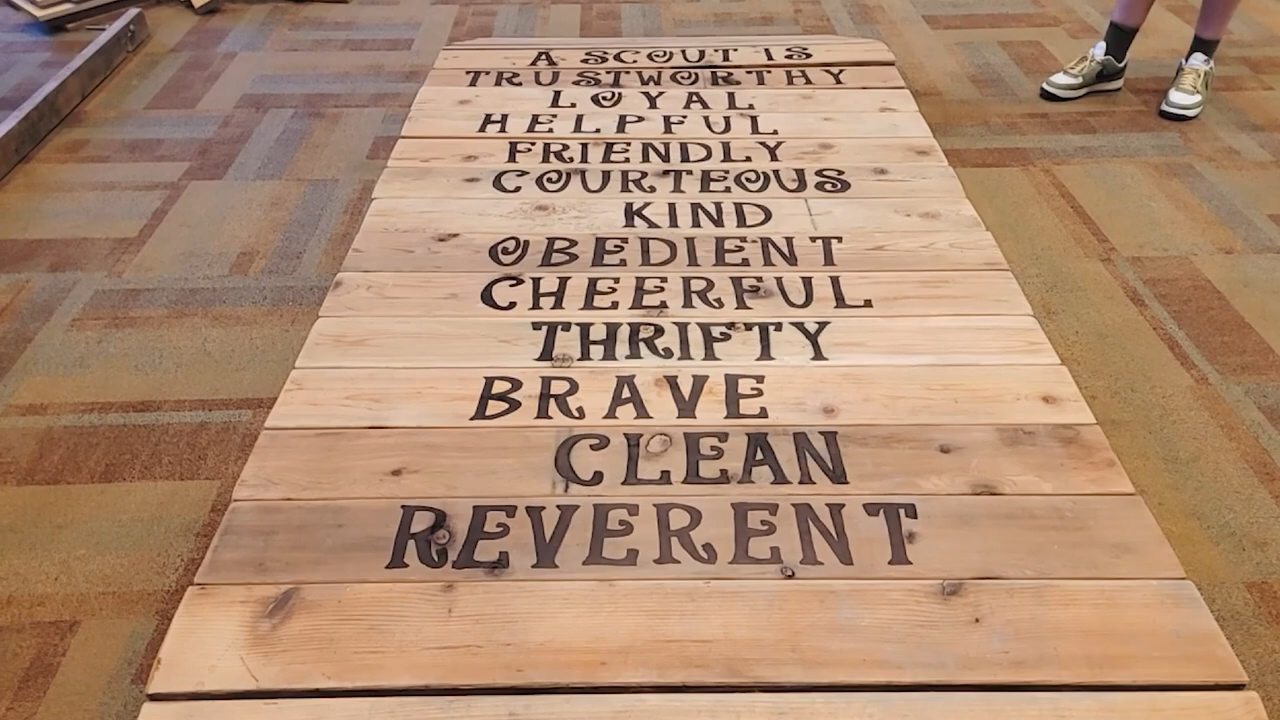 A SCOUT IS
TRUSTWORTHY
LOYAL
HELPFUL
FRIENDLY
COURTEOUS
KIND
OBEDIENT
CHEERFUL
THRIFTY
BRAVE
CLEAN
REVERENT